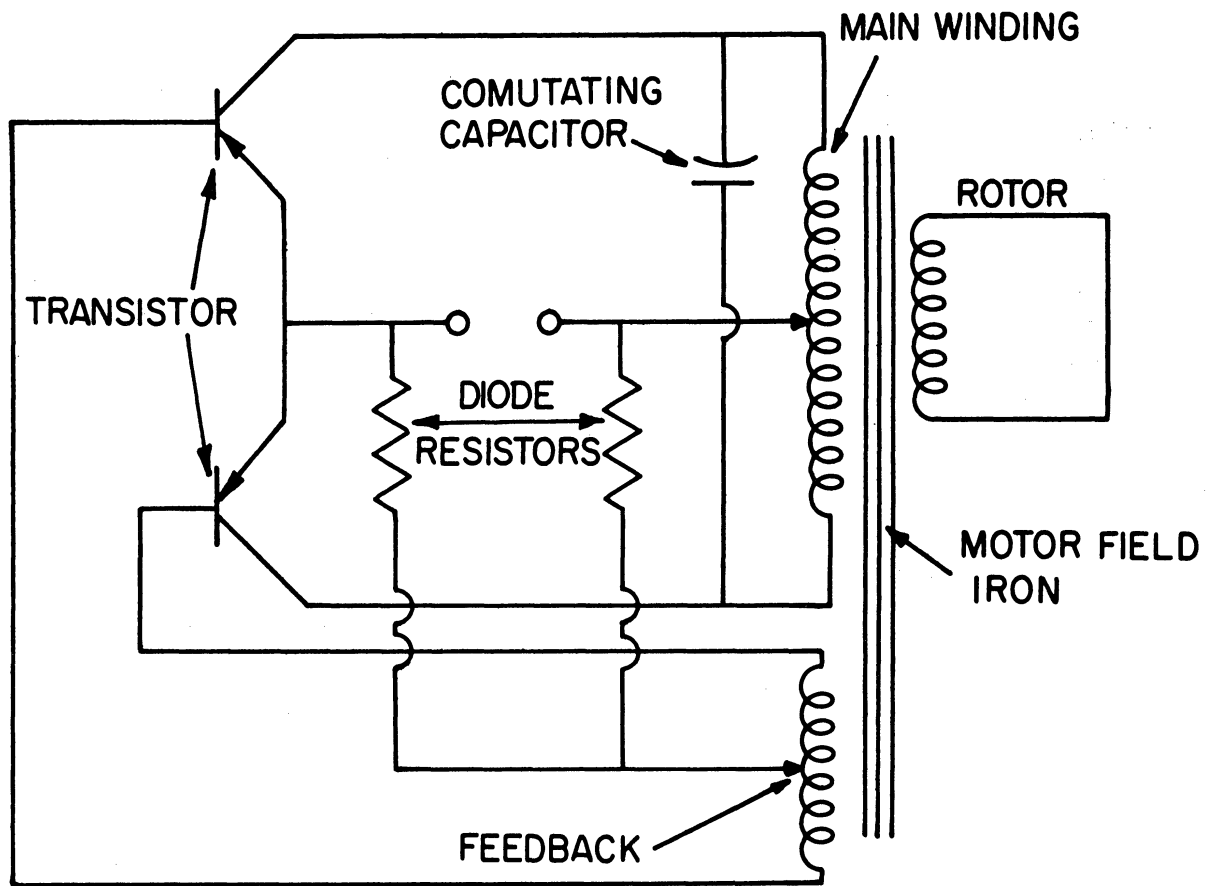 MAIN WINDING
COMUTATING
CAPACITOR
ROTOR
TRANSISTOR
DIODE
RESISTORS
MOTOR FIELD
IRON
FEEDBACK